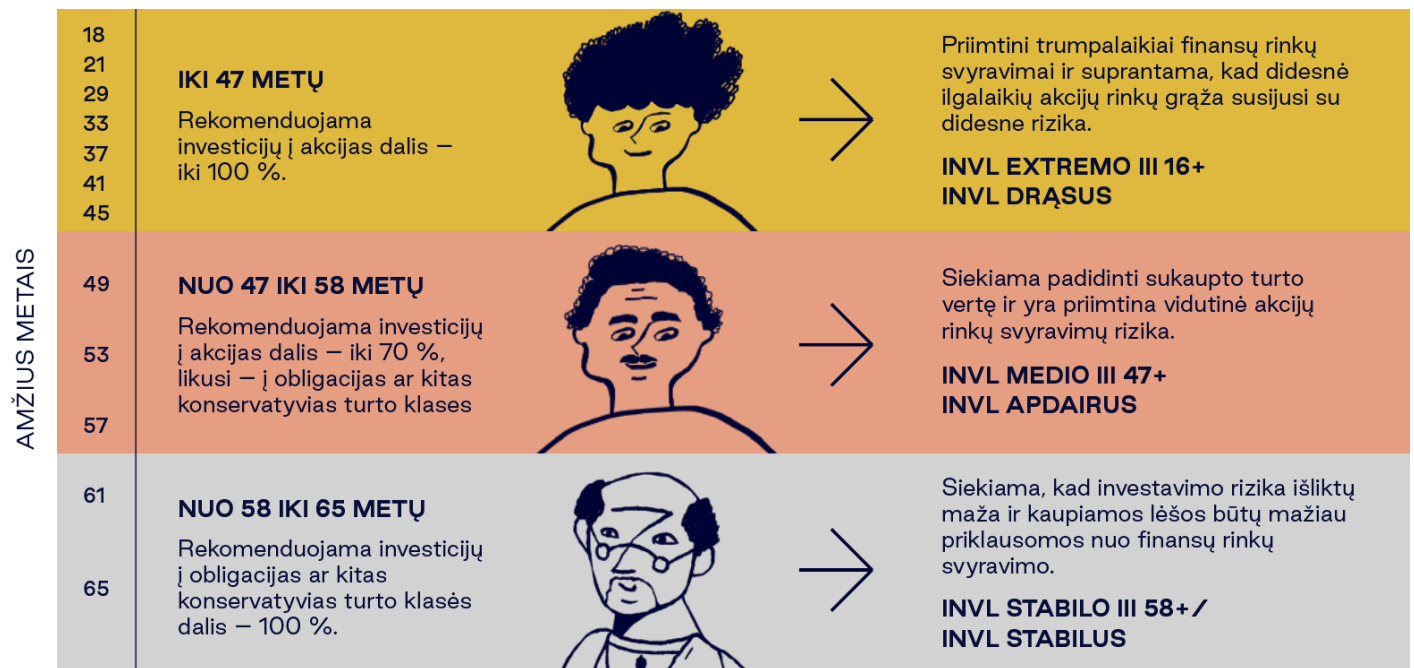 AMŽIUS METAIS
18
21
29
33
37
41
45
IKI 47 METŲ
Rekomenduojama
investicijų į akcijas dalis –
iki 100 %.
Priimtini trumpalaikiai finansų rinkų
svyravimai ir suprantama, kad didesnė
ilgalaikių akcijų rinkų grąža susijusi su
didesne rizika.
INVL EXTREMO III 16+
INVL DRĄSUS
49
53
57
NUO 47 IKI 58 METŲ
Rekomenduojama investicijų
į akcijas dalis – iki 70 %,
likusi – į obligacijas ar kitas
konservatyvias turto klases
Siekiama padidinti sukaupto turto
vertę ir yra priimtina vidutinė akcijų
rinkų svyravimų rizika.
INVL MEDIO III 47+
INVL APDAIRUS
61
65
NUO 58 IKI 65 METŲ
Rekomenduojama investicijų
į obligacijas ar kitas
konservatyvias turto klasės
dalis – 100 %.
Siekiama, kad investavimo rizika išliktų
maža ir kaupiamos lėšos būtų mažiau
priklausomos nuo finansų rinkų
svyravimo.
INVL STABILO III 58+/
INVL STABILUS